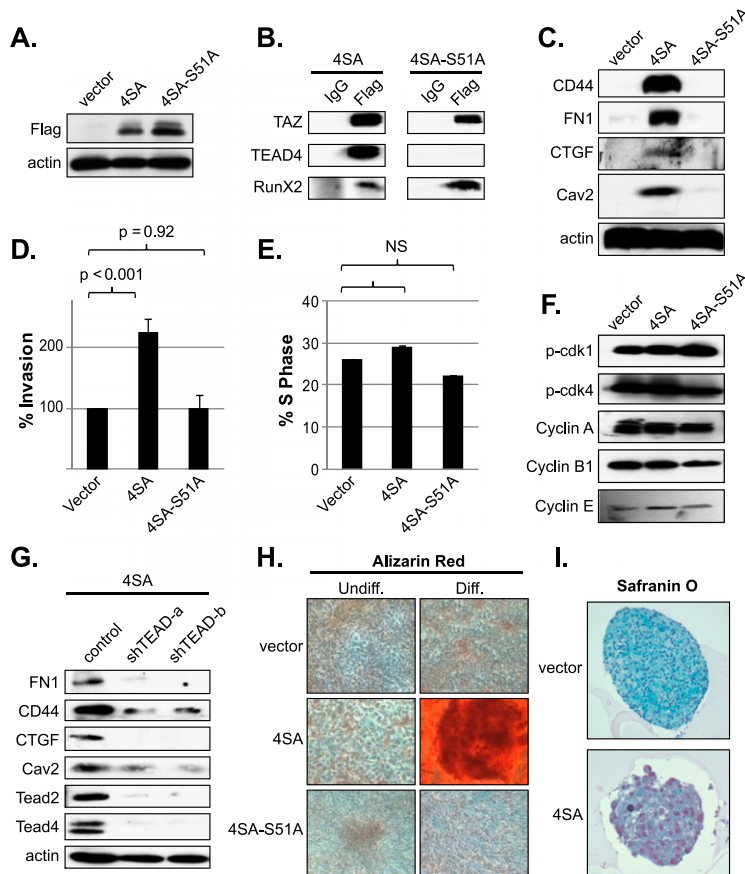 A.
vector
4SA
4SA-S51A
Flag
actin
B.
4SA
4SA-S51A
IgG
Flag
IgG
Flag
TAZ
TEAD4
RunX2
C.
vector
4SA
4SA-S51A
CD44
FN1
CTGF
Cav2
actin
D.
p = 0.92
p < 0.001
% Invasion
200
100
Vector
4SA
4SA-S51A
E.
NS
% S Phase
40
30
20
10
0
Vector
4SA
4SA-S51A
F.
vector
4SA
4SA-S51A
p-cdk1
p-cdk4
Cyclin A
Cyclin B1
Cyclin E
G.
4SA
control
shTEAD-a
shTEAD-b
FN1
CD44
CTGF
Cav2
Tead2
Tead4
actin
H.
Alizarin Red
Undiff.
Diff.
vector
4SA
4SA-S51A
I.
Safranin O
vector
4SA